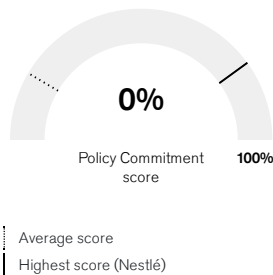 0%
Policy Commitment
score
100%
Average score
Highest score (Nestlé)